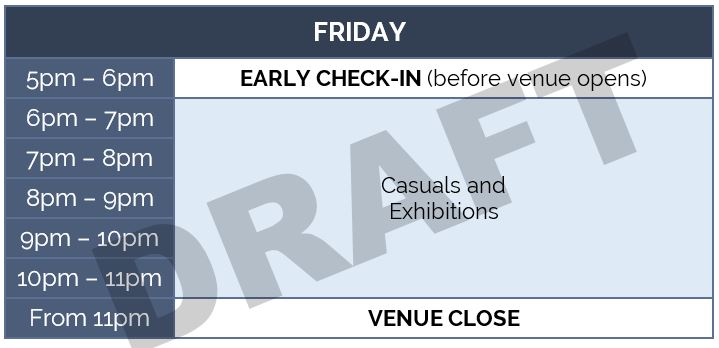 FRIDAY
5pm – 6pm EARLY CHECK-IN (before venue opens)
6pm – 7pm
7pm – 8pm
8pm – 9pm
9pm – 10pm
10pm – 11pm
Casuals and
Exhibitions
From 11pm VENUE CLOSE
DRAFT